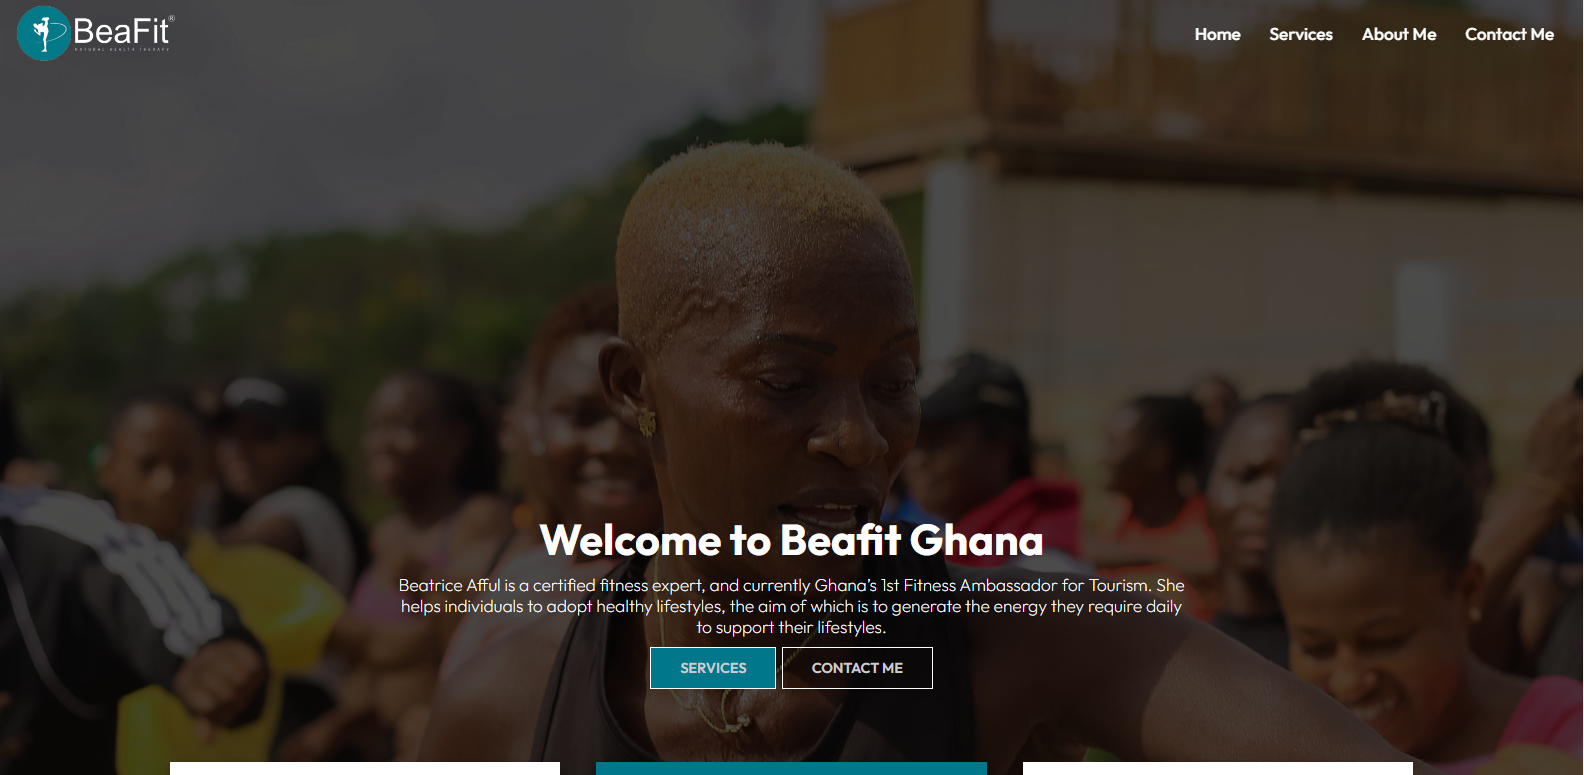 BeaFit®
NATURAL HEALTH THERAPY
Home Services About Me Contact Me
Welcome to Beafit Ghana
Beatrice Afful is a certified fitness expert, and currently Ghana's 1st Fitness Ambassador for Tourism. She
helps individuals to adopt healthy lifestyles, the aim of which is to generate the energy they require daily
to support their lifestyles.
SERVICES CONTACT ME